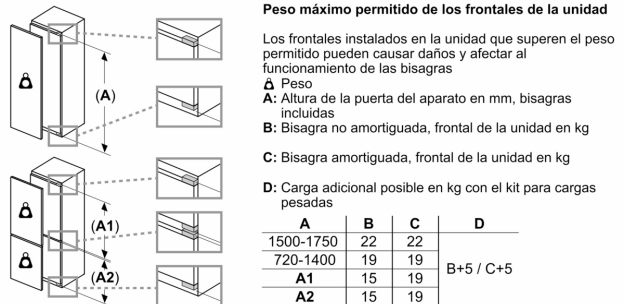 Peso máximo permitido de los frontales de la unidad
Los frontales instalados en la unidad que superen el peso
permitido pueden causar daños y afectar al
funcionamiento de las bisagras
Peso
A: Altura de la puerta del aparato en mm, bisagras
incluidas
B: Bisagra no amortiguada, frontal de la unidad en kg
C: Bisagra amortiguada, frontal de la unidad en kg
D: Carga adicional posible en kg con el kit para cargas
pesadas
A B C D
1500-1750 22 22
720-1400 19 19
B+5 / C+5
A1 15 19
A2 15 19
(A)
(A1)
(A2)